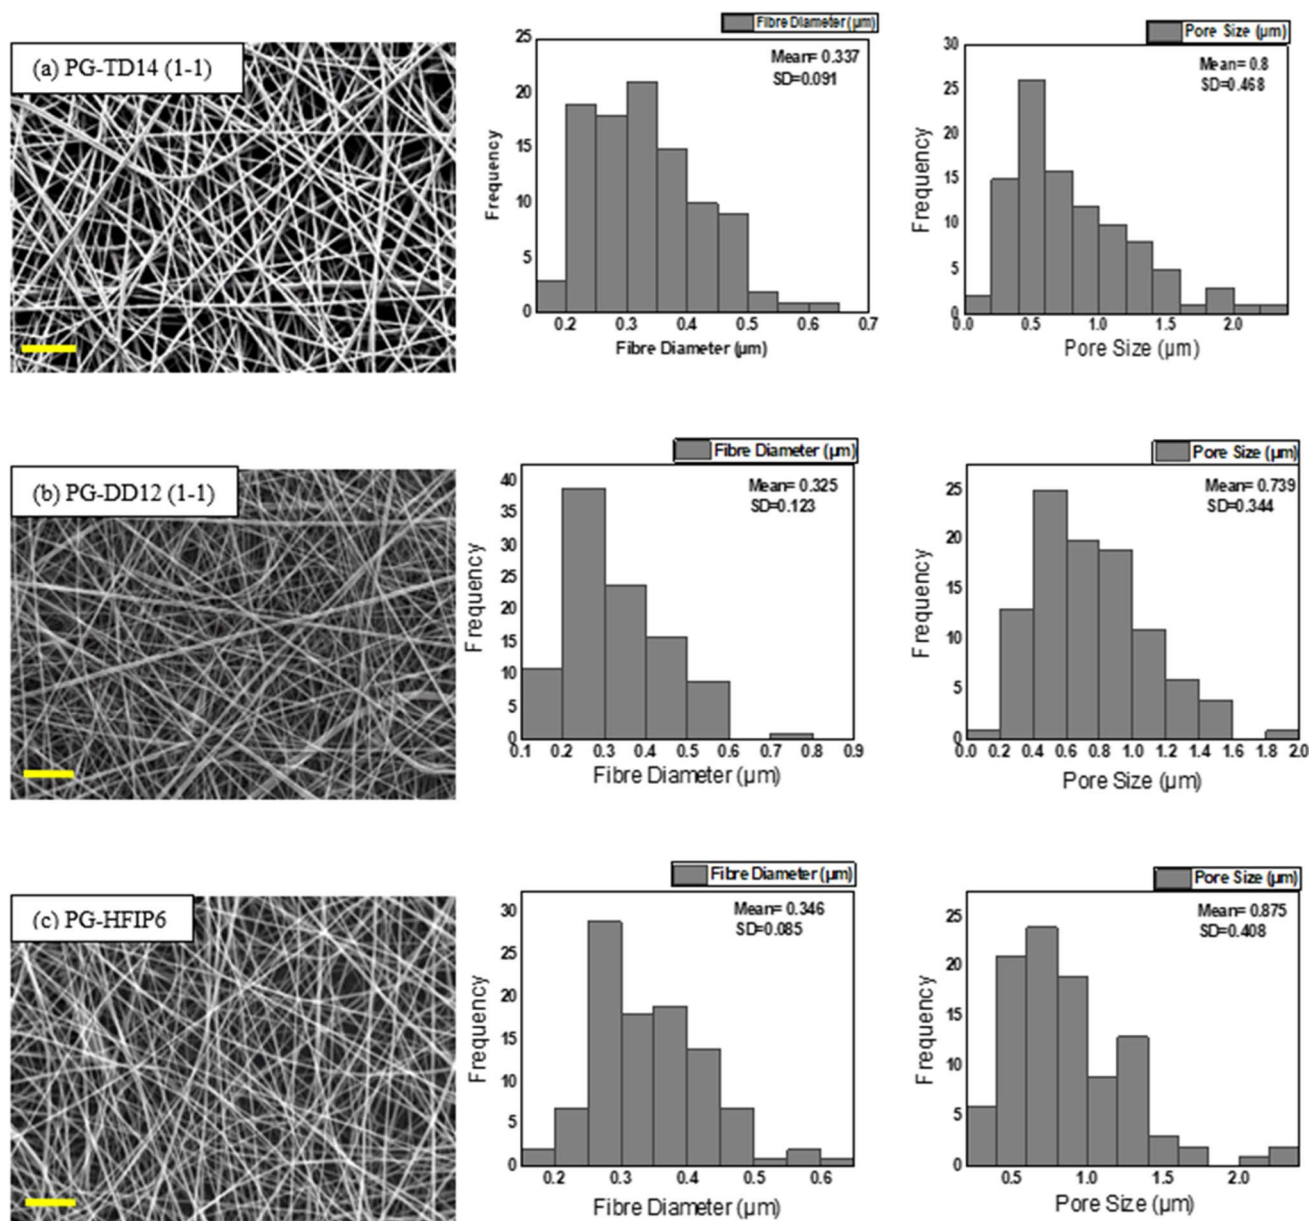 (a) PG-TD14 (1-1)
Fibre Diameter (µm)
Mean= 0.337
SD=0.091
Frequency
25
20
15
10
5
0
0.2 0.3 0.4 0.5 0.6 0.7
Fibre Diameter (µm)
Pore Size (µm)
Mean= 0.8
SD=0.468
Frequency
30
25
20
15
10
5
0
0.0 0.5 1.0 1.5 2.0
Pore Size (µm)
(b) PG-DD12 (1-1)
Fibre Diameter (µm)
Mean= 0.325
SD=0.123
Frequency
40
35
30
25
20
15
10
5
0
0.1 0.2 0.3 0.4 0.5 0.6 0.7 0.8 0.9
Fibre Diameter (µm)
Pore Size (µm)
Mean= 0.739
SD=0.344
Frequency
25
20
15
10
5
0
0.0 0.2 0.4 0.6 0.8 1.0 1.2 1.4 1.6 1.8 2.0
Pore Size (µm)
(c) PG-HFIP6
Fibre Diameter (µm)
Mean= 0.346
SD=0.085
Frequency
30
25
20
15
10
5
0
0.2 0.3 0.4 0.5 0.6
Fibre Diameter (µm)
Pore Size (µm)
Mean= 0.875
SD=0.408
Frequency
25
20
15
10
5
0
0.5 1.0 1.5 2.0
Pore Size (µm)